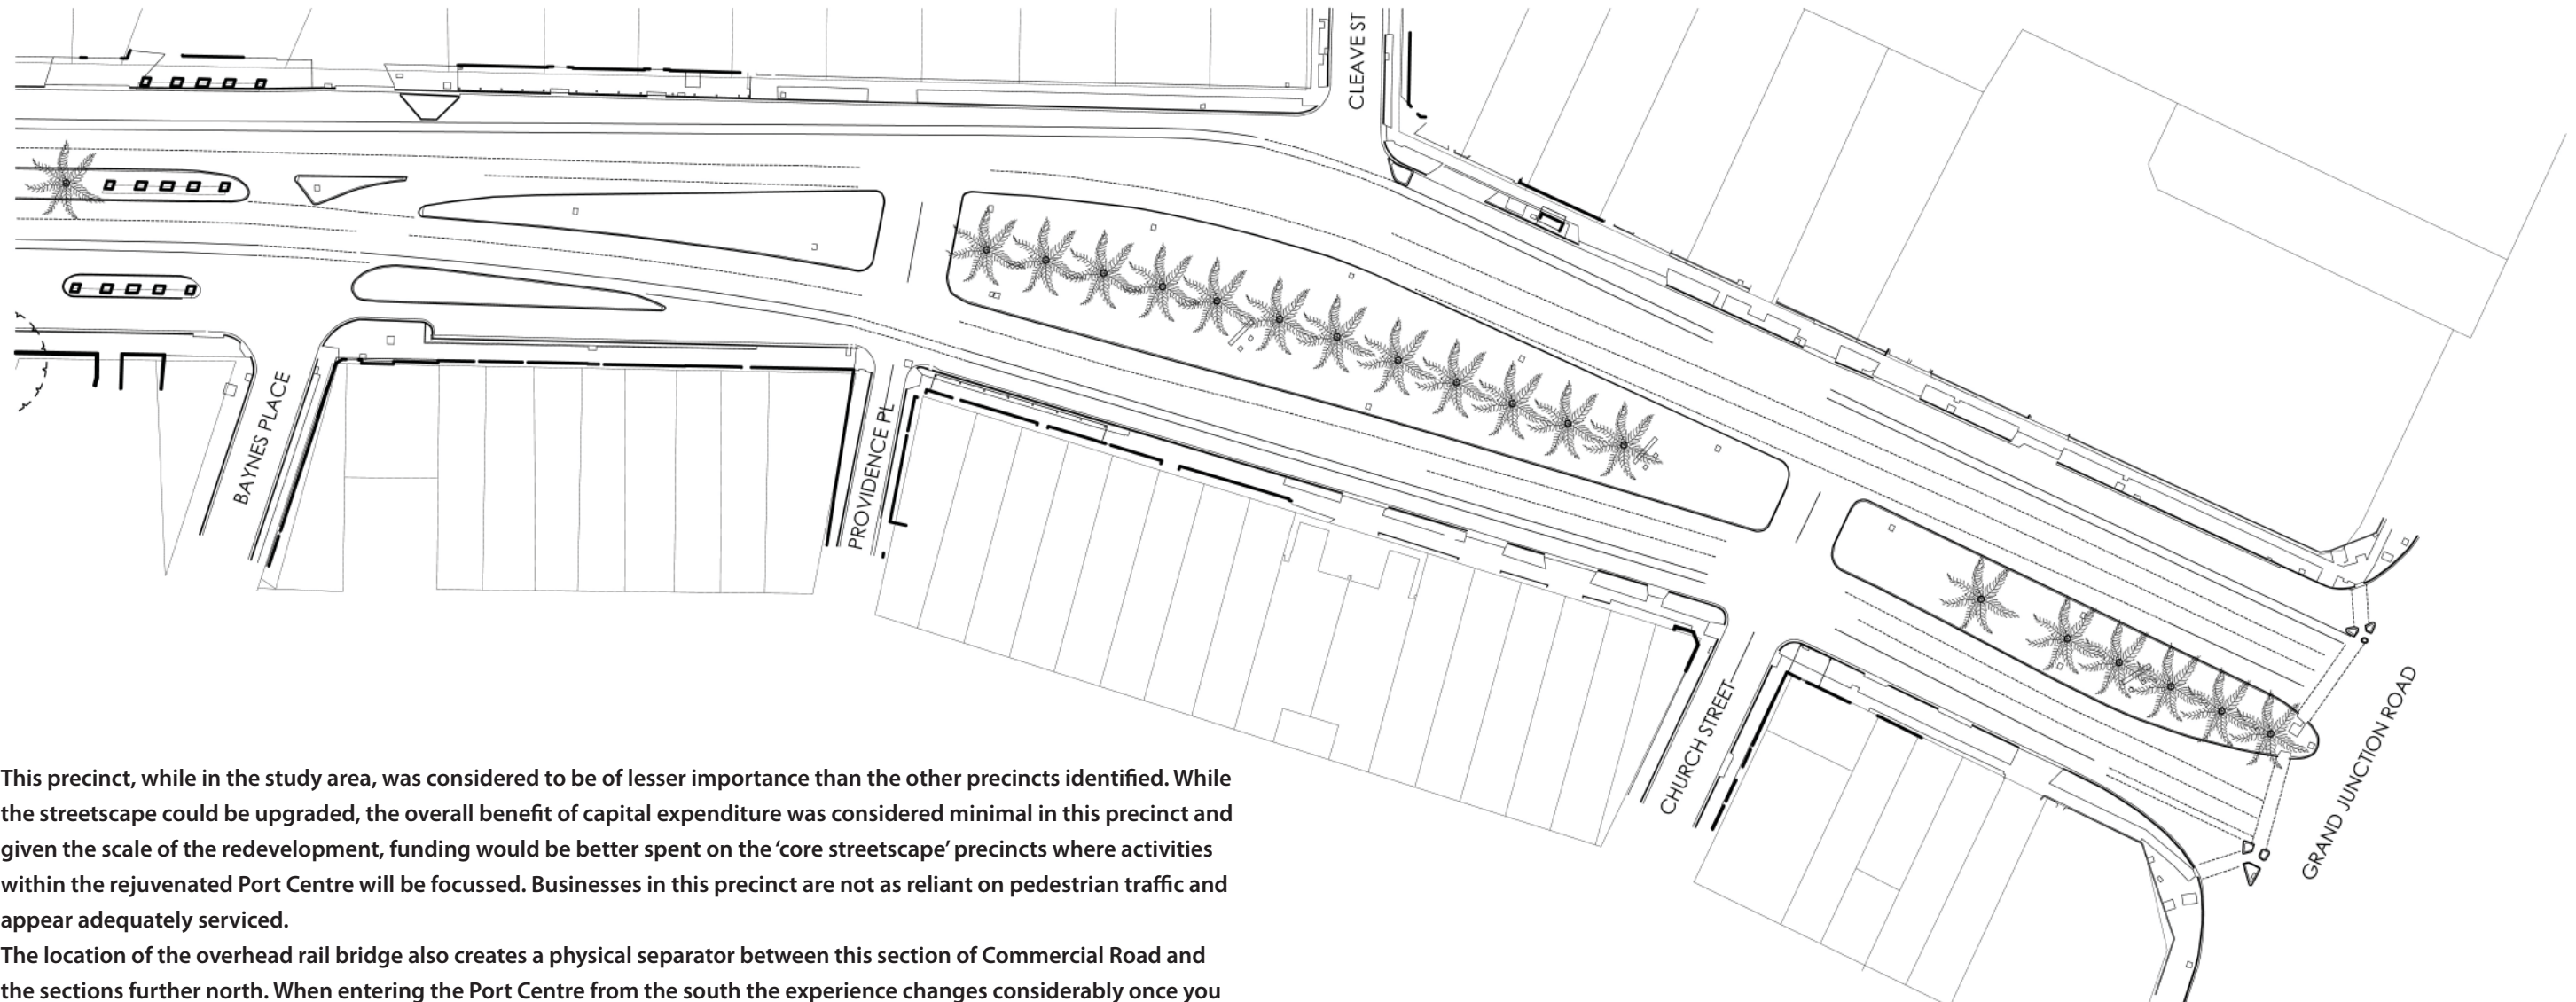 CLEAVE ST
BAYNES PLACE
PROVIDENCE PL
CHURCH STREET
GRAND JUNCTION ROAD
This precinct, while in the study area, was considered to be of lesser importance than the other precincts identified. While
the streetscape could be upgraded, the overall benefit of capital expenditure was considered minimal in this precinct and
given the scale of the redevelopment, funding would be better spent on the ‘core streetscape’ precincts where activities
within the rejuvenated Port Centre will be focussed. Businesses in this precinct are not as reliant on pedestrian traffic and
appear adequately serviced.
The location of the overhead rail bridge also creates a physical separator between this section of Commercial Road and
the sections further north. When entering the Port Centre from the south the experience changes considerably once you